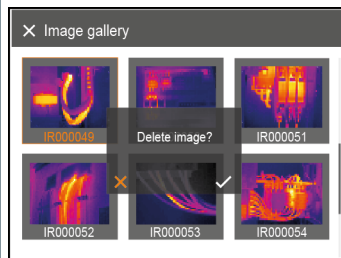 Image gallery
IR000049
Delete image?
IR000051
IR000052
IR000053
IR000054